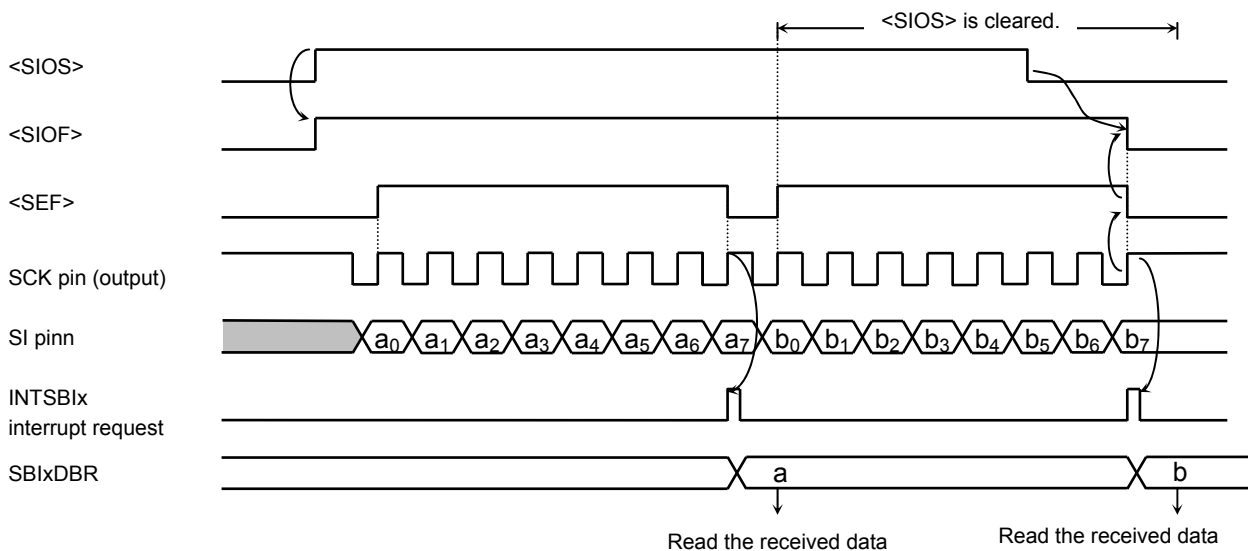 <SIOS> is cleared.
<SIOS>
<SIOF>
<SEF>
SCK pin (output)
SI pinn
a0 a1 a2 a3 a4 a5 a6 a7 b0 b1 b2 b3 b4 b5 b6 b7
INTSBIx
interrupt request
SBIxDBR
a
b
Read the received data
Read the received data